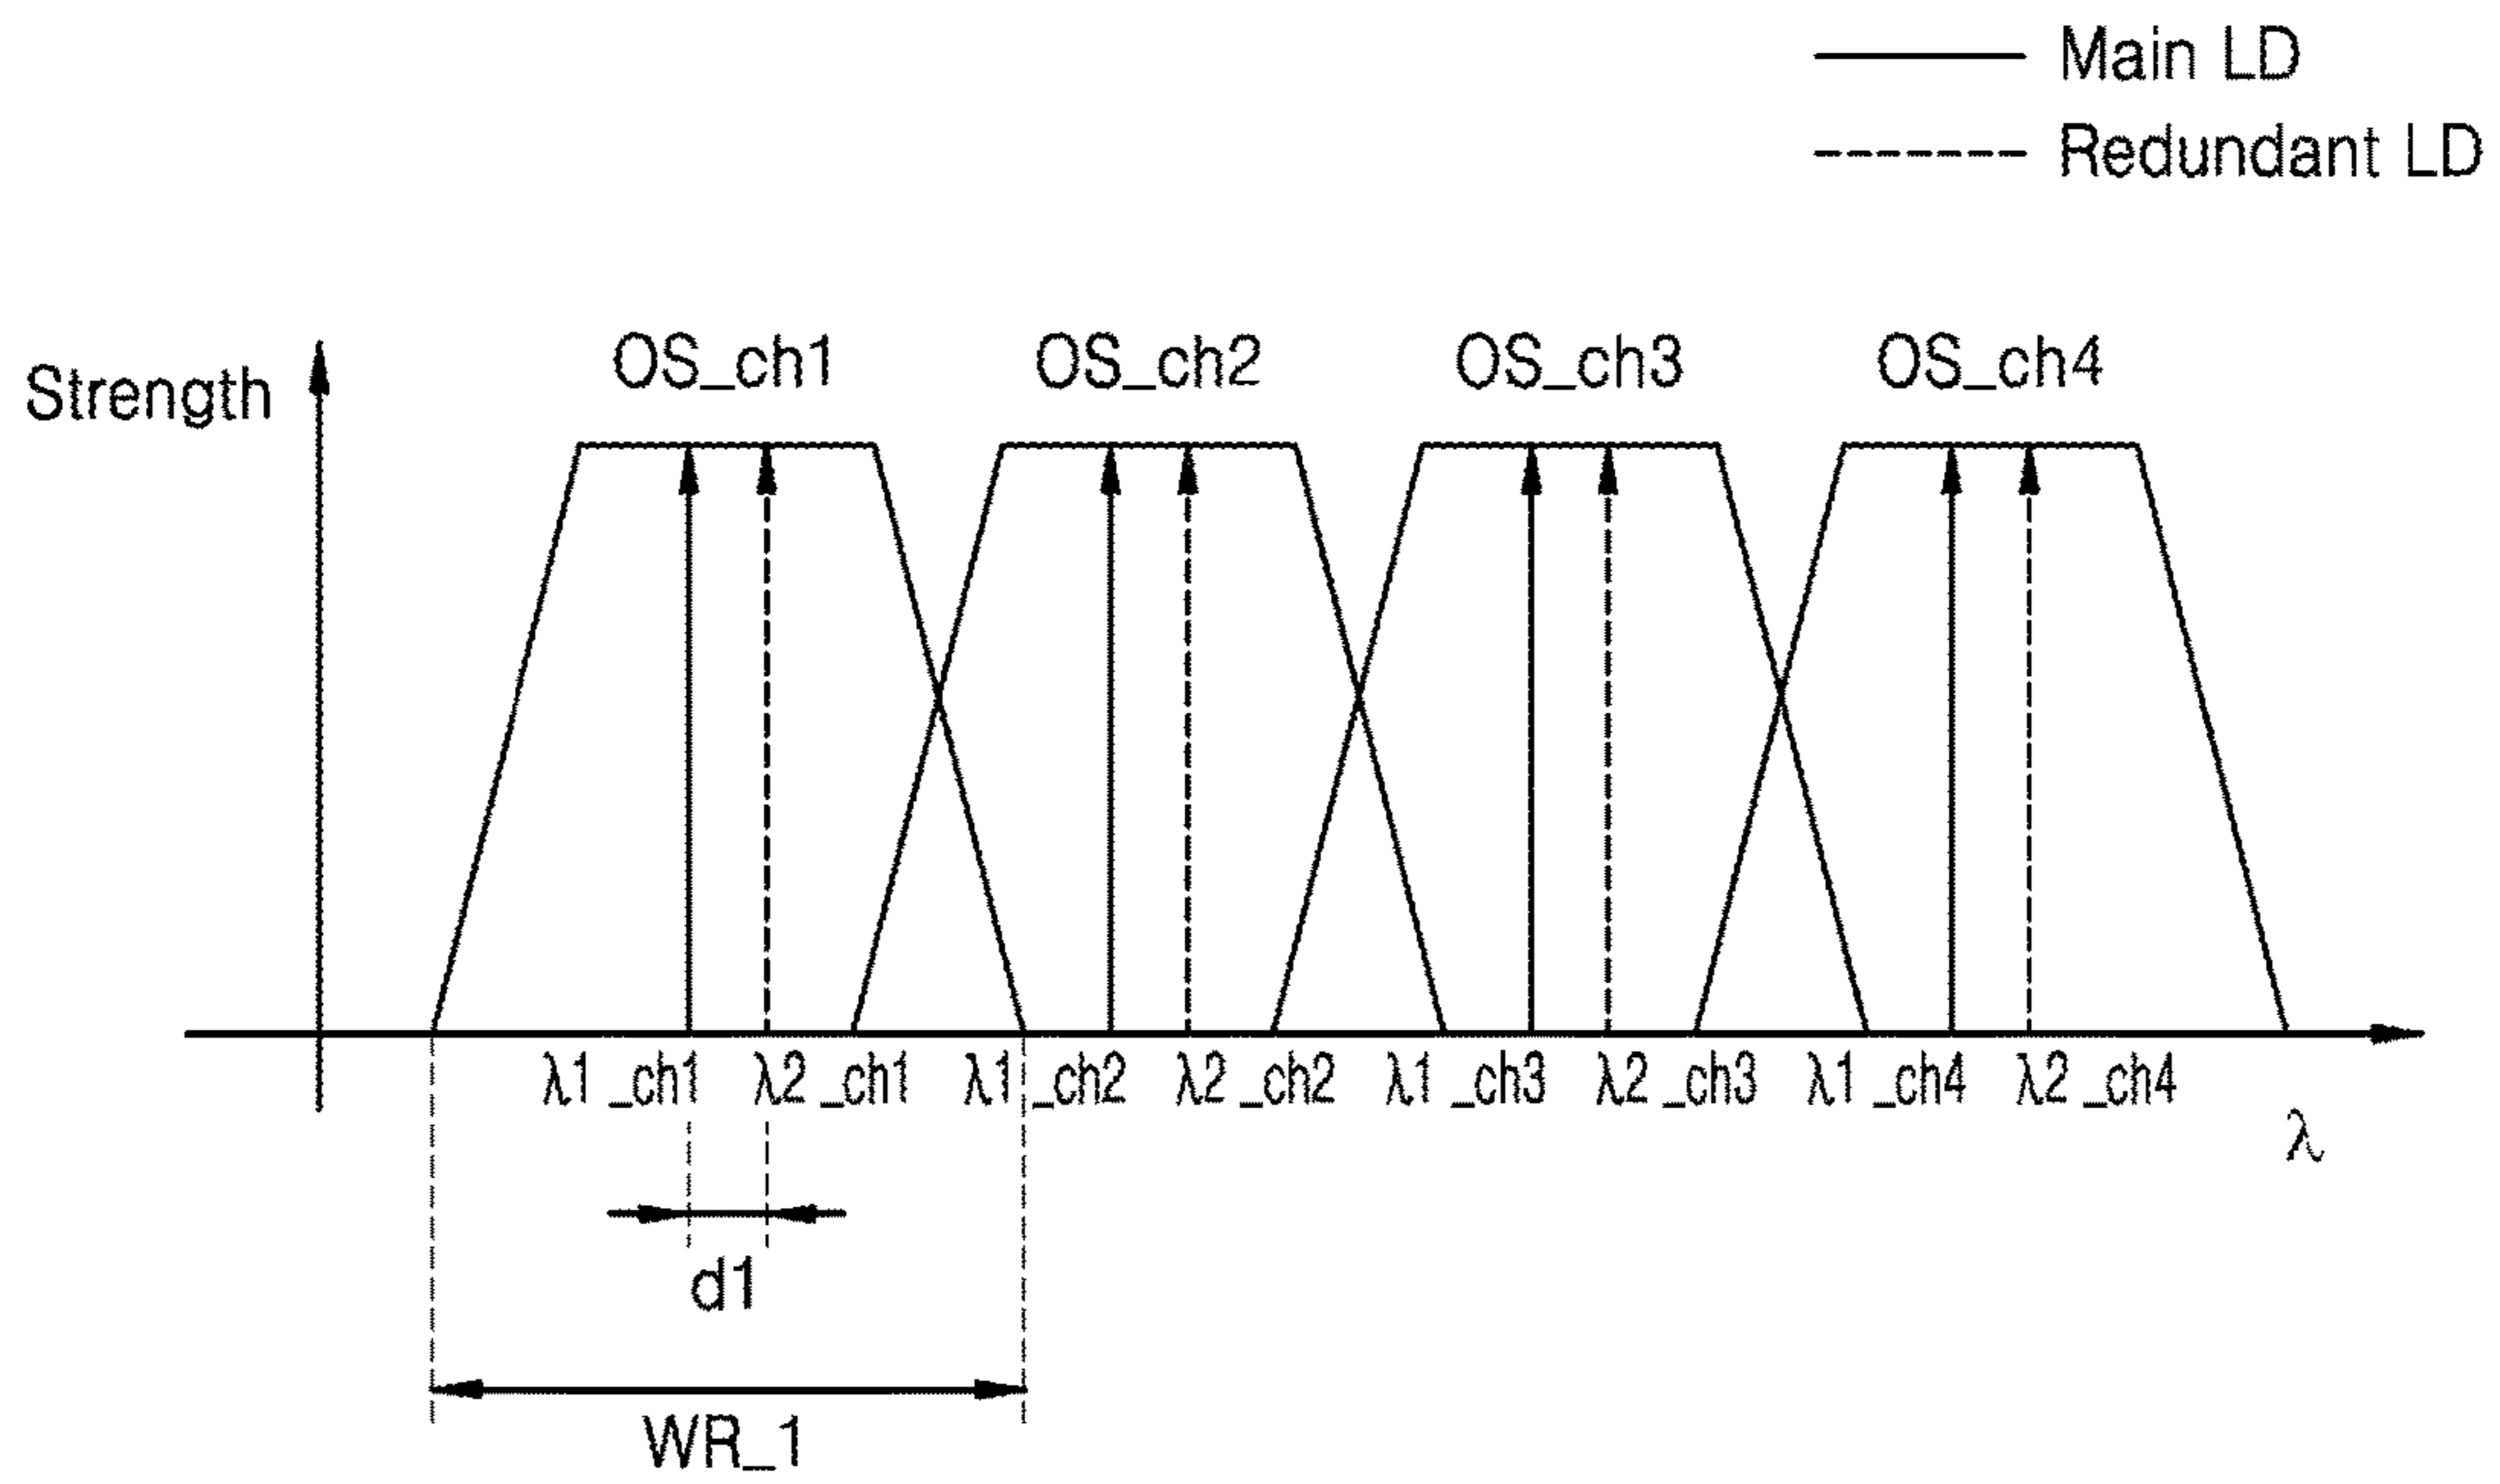 Main LD
Redundant LD
Strength
OS_ch1 OS_ch2 OS_ch3 OS_ch4
λ1_ch1 λ2_ch1 λ1_ch2 λ2_ch2 λ1_ch3 λ2_ch3 λ1_ch4 λ2_ch4
λ
d1
WR_1